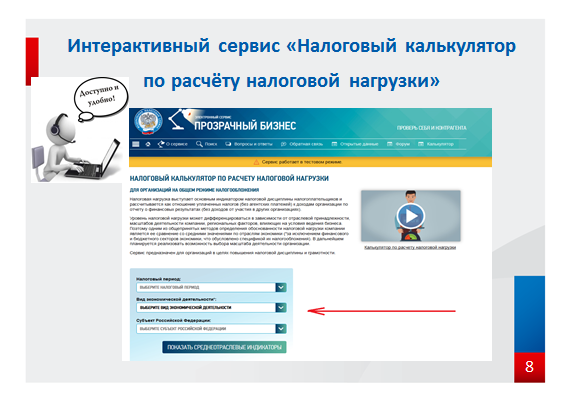 Интерактивный сервис «Налоговый калькулятор
по расчёту налоговой нагрузки»
Доступно и
удобно!
ЭЛЕКТРОННЫЙ СЕРВИС
ПРОЗРАЧНЫЙ БИЗНЕС
ПРОВЕРЬ СЕБЯ И КОНТРАГЕНТА
О сервисе Поиск Вопросы и ответы Обратная связь Открытые данные Форум Калькулятор
Сервис работает в тестовом режиме
НАЛОГОВЫЙ КАЛЬКУЛЯТОР ПО РАСЧЕТУ НАЛОГОВОЙ НАГРУЗКИ
ДЛЯ ОРГАНИЗАЦИЙ НА ОБЩЕМ РЕЖИМЕ НАЛОГООБЛОЖЕНИЯ
Налоговая нагрузка выступает основным индикатором налоговой дисциплины налогоплательщиков и
рассчитывается как отношение уплаченных налогов (без агентских платежей) к доходам организации по
отчету о финансовых результатах (без доходов от участия в других организациях).
Уровень налоговой нагрузки может дифференцироваться в зависимости от отраслевой принадлежности,
масштабов деятельности компании, региональных факторов, влияющих на условия ведения бизнеса.
Поэтому одним из общепринятых методов определения обоснованности налоговой нагрузки компании
является ее сравнение со средними значениями по отраслям экономики (*за исключением финансового
и бюджетного секторов экономики, что обусловлено спецификой их налогообложения). В дальнейшем
планируется реализовать возможность выбора масштаба деятельности организации.
Сервис предназначен для организаций в целях повышения налоговой дисциплины и грамотности.
Калькулятор по расчету налоговой нагрузки
Налоговый период:
ВЫБЕРИТЕ НАЛОГОВЫЙ ПЕРИОД
Вид экономической деятельности*:
ВЫБЕРИТЕ ВИД ЭКОНОМИЧЕСКОЙ ДЕЯТЕЛЬНОСТИ
Субъект Российской Федерации:
ВЫБЕРИТЕ СУБЪЕКТ РОССИЙСКОЙ ФЕДЕРАЦИИ
ПОКАЗАТЬ СРЕДНЕОТРАСЛЕВЫЕ ИНДИКАТОРЫ
8